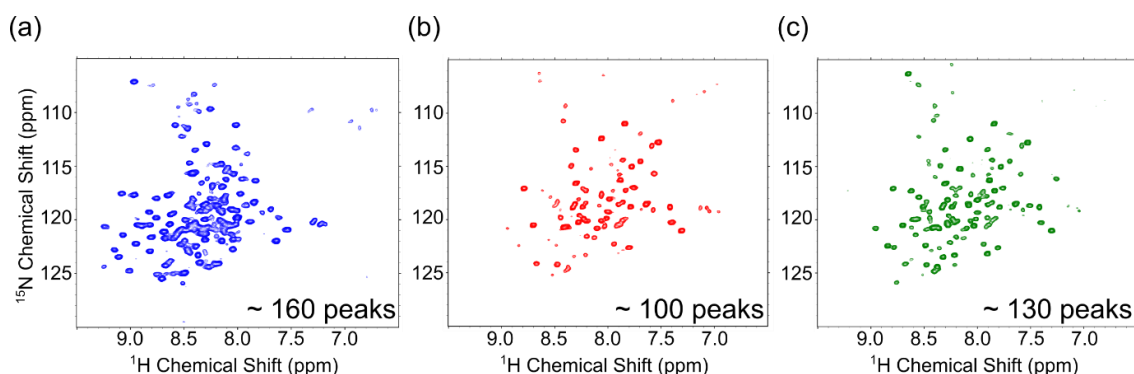 (a)
(b)
(c)
¹⁵N Chemical Shift (ppm)
110
115
120
125
~ 160 peaks
9.0 8.5 8.0 7.5 7.0
¹H Chemical Shift (ppm)
110
115
120
125
~ 100 peaks
9.0 8.5 8.0 7.5 7.0
¹H Chemical Shift (ppm)
110
115
120
125
~ 130 peaks
9.0 8.5 8.0 7.5 7.0
¹H Chemical Shift (ppm)